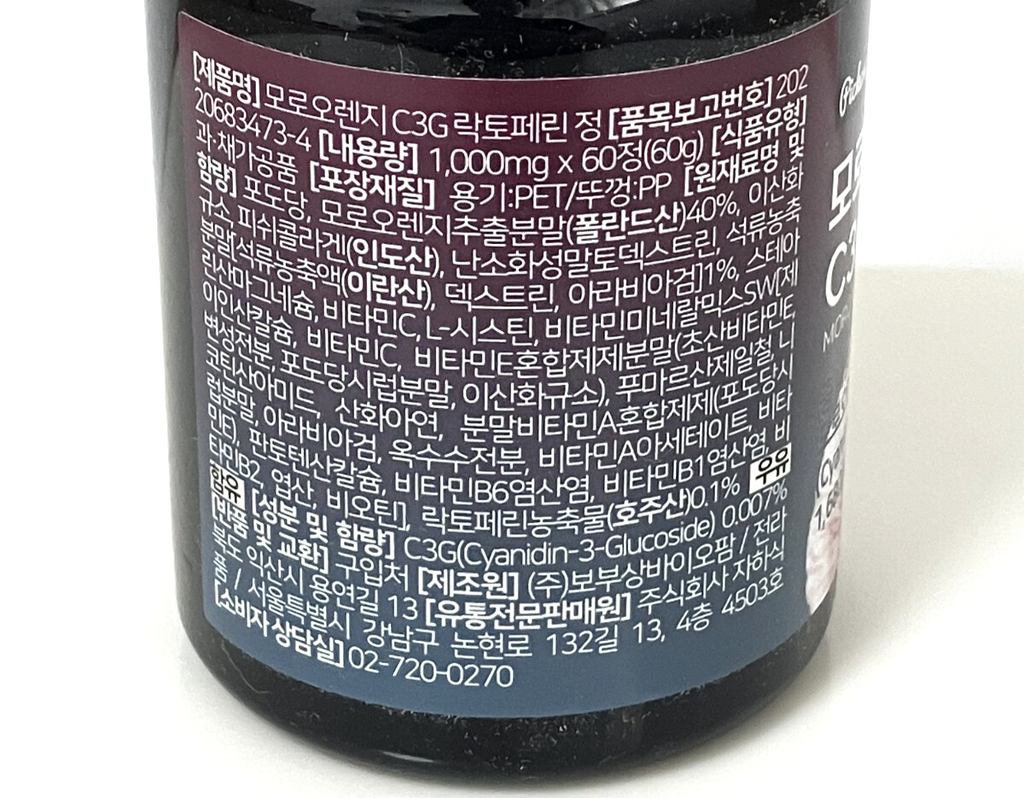 [제품명] 모로오렌지 C3G 락토페린 정 [품목보고번호] 202
20683473-4 [내용량] 1,000mg x 60정(60g) [식품유형]
과·채가공품 [포장재질] 용기:PET/뚜껑:PP [원재료명 및
함량] 포도당, 모로오렌지추출분말(폴란드산)40%, 이산화
규소, 피쉬콜라겐(인도산), 난소화성말토덱스트린, 석류농축
분말[석류농축액(이란산), 덱스트린, 아라비아검]1%, 스테아
린산마그네슘, 비타민C, L-시스틴, 비타민미네랄믹스SW[제
이인산칼슘, 비타민C, 비타민E혼합제제분말(초산비타민E,
변성전분, 포도당시럽분말, 이산화규소), 푸마르산제일철, 니
코틴산아미드, 산화아연, 분말비타민A혼합제제(포도당시
럽분말, 아라비아검, 옥수수전분, 비타민A아세테이트, 비타
민E), 판토텐산칼슘, 비타민B6염산염, 비타민B1염산염, 비
타민B2, 엽산, 비오틴], 락토페린농축물(호주산)0.1% 우유
함유 [성분 및 함량] C3G(Cyanidin-3-Glucoside) 0.007%
[반품 및 교환] 구입처 [제조원] (주)보부상바이오팜 / 전라
북도 익산시 용연길 13 [유통전문판매원] 주식회사 자하식
품 / 서울특별시 강남구 논현로 132길 13, 4층 4503호
[소비자 상담실] 02-720-0270